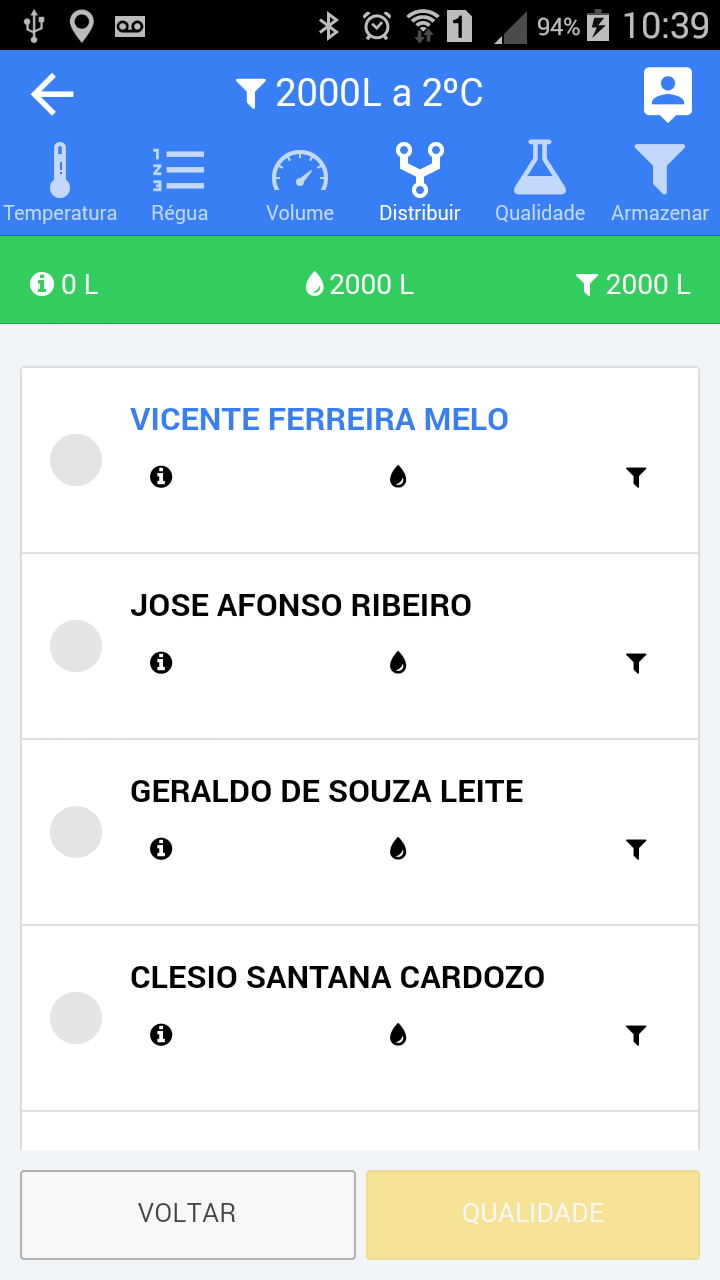 94% 10:39
2000L a 2ºC
Temperatura Régua Volume Distribuir Qualidade Armazenar
0 L 2000 L 2000 L
VICENTE FERREIRA MELO
JOSE AFONSO RIBEIRO
GERALDO DE SOUZA LEITE
CLESIO SANTANA CARDOZO
VOLTAR QUALIDADE